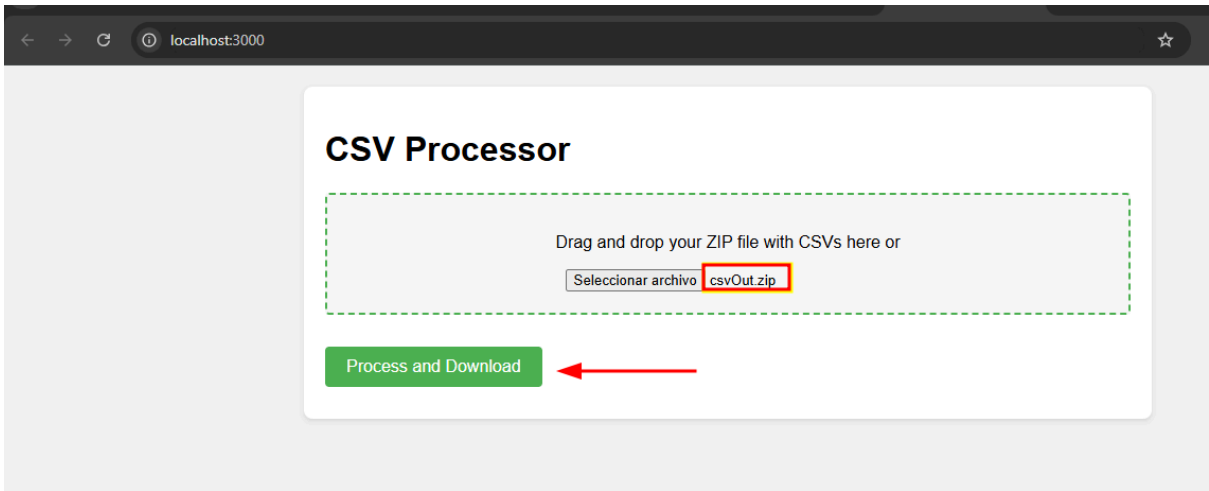 localhost:3000
CSV Processor
Drag and drop your ZIP file with CSVs here or
Seleccionar archivo csvOut.zip
Process and Download